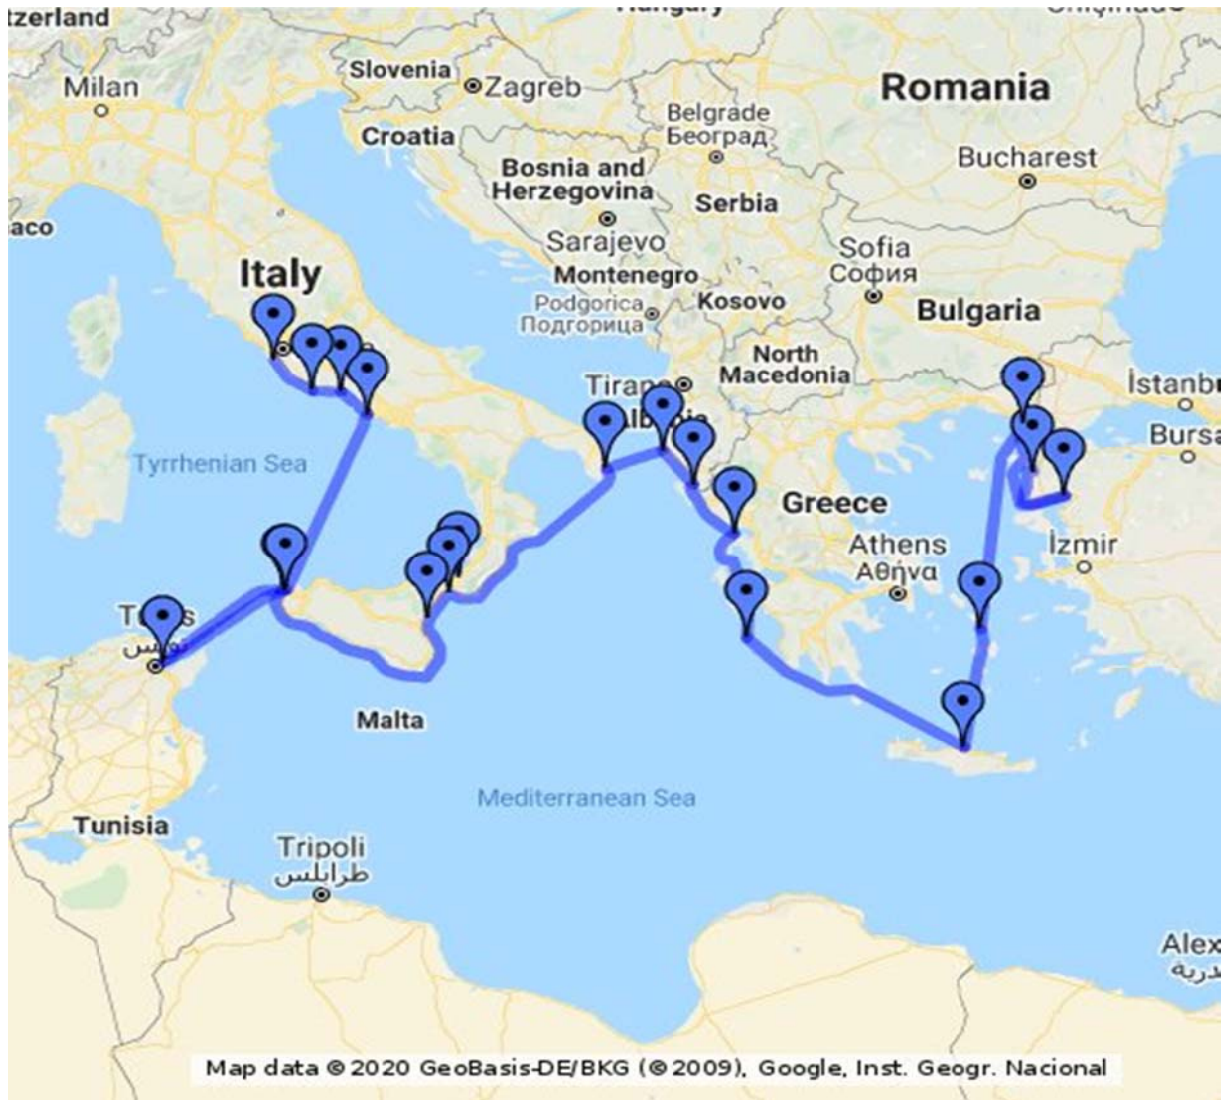 tzerland
Hungary
Milan
Slovenia
Zagreb
Romania
Croatia
Belgrade
Београд
Bosnia and
Herzegovina
Bucharest
Serbia
aco
Sarajevo
Sofia
София
Italy
Montenegro
Kosovo
Podgorica
Подгорица
Bulgaria
North
Macedonia
Tiran
İstanbu
Bursa
Tyrrhenian Sea
Greece
Athens
Αθήνα
İzmir
Malta
Mediterranean Sea
Tunisia
Tripoli
طرابلس
Alex
Map data ©2020 GeoBasis-DE/BKG (©2009), Google, Inst. Geogr. Nacional